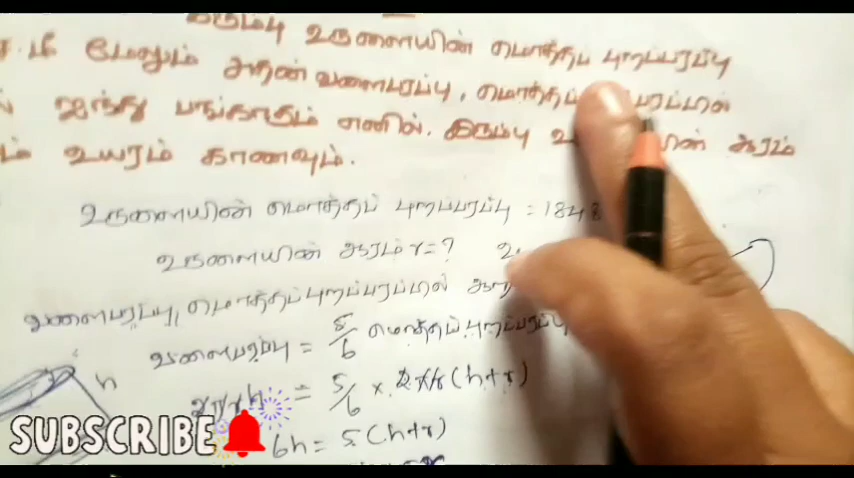 இரும்பு உருளையின் மொத்தப் புறப்பரப்பு
ச.மீ மேலும் அதன் வளைபரப்பு, மொத்தப் பரப்பில்
ஐந்து பங்காகும் எனில். இரும்பு ஆரம்
உயரம் காணவும்.
உருளையின் மொத்தப் புறப்பரப்பு = 1848
உருளையின் ஆரம் r = ?
வளைபரப்பு, மொத்தப்புறப்பரப்பில்
வளைபரப்பு = 5/6 மொத்தப்புறப்பரப்பு
h
2πrh = 5/6 × 2πr (h+r)
6h = 5(h+r)
SUBSCRIBE